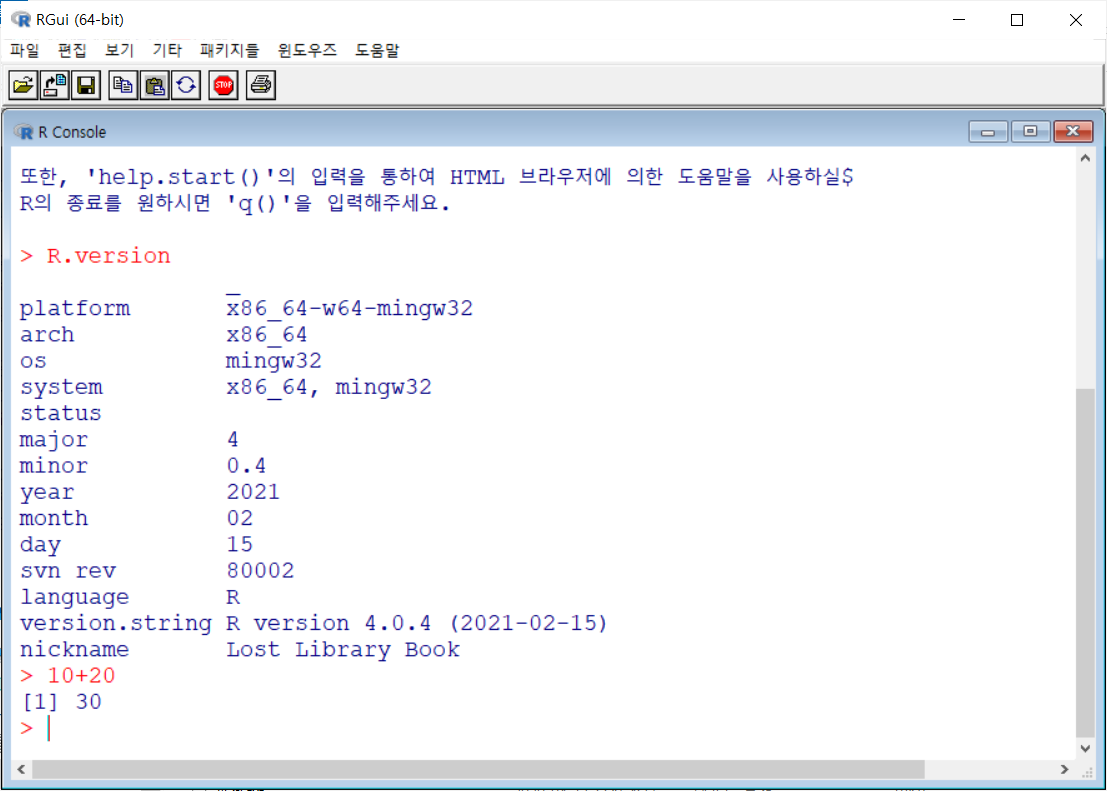 RGui (64-bit)
파일 편집 보기 기타 패키지들 윈도우즈 도움말
STOP
R Console
또한, 'help.start()'의 입력을 통하여 HTML 브라우저에 의한 도움말을 사용하실$
R의 종료를 원하시면 'q()'을 입력해주세요.
> R.version
_
platform x86_64-w64-mingw32
arch x86_64
os mingw32
system x86_64, mingw32
status
major 4
minor 0.4
year 2021
month 02
day 15
svn rev 80002
language R
version.string R version 4.0.4 (2021-02-15)
nickname Lost Library Book
> 10+20
[1] 30
>